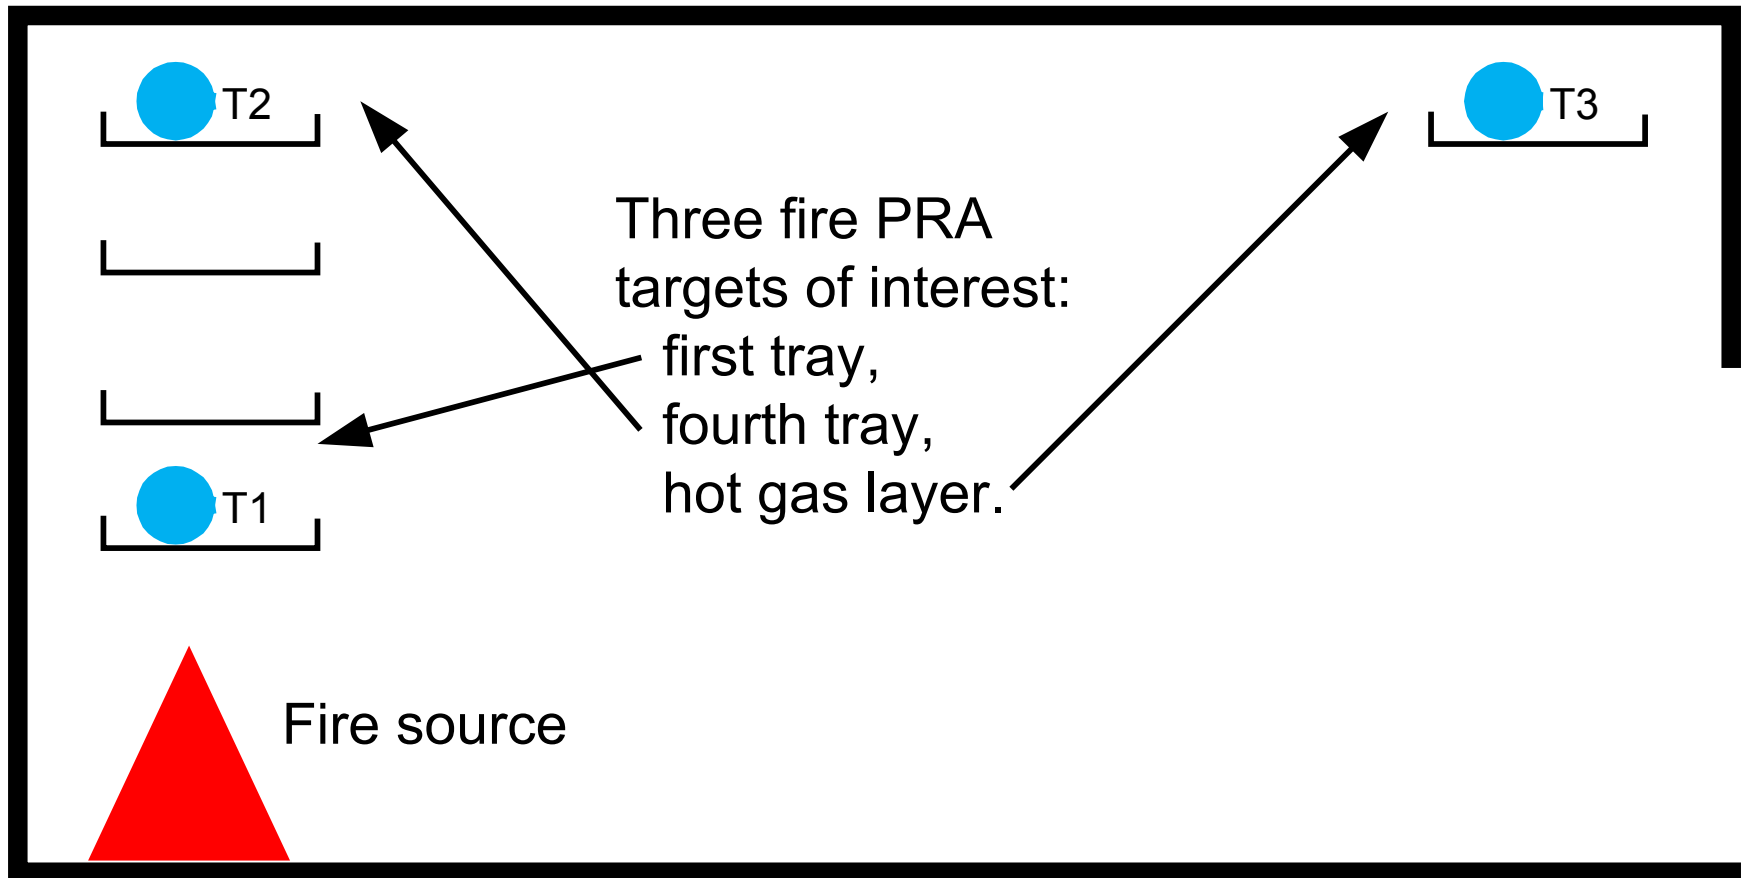 T2
T3
Three fire PRA
targets of interest:
first tray,
fourth tray,
hot gas layer.
T1
Fire source